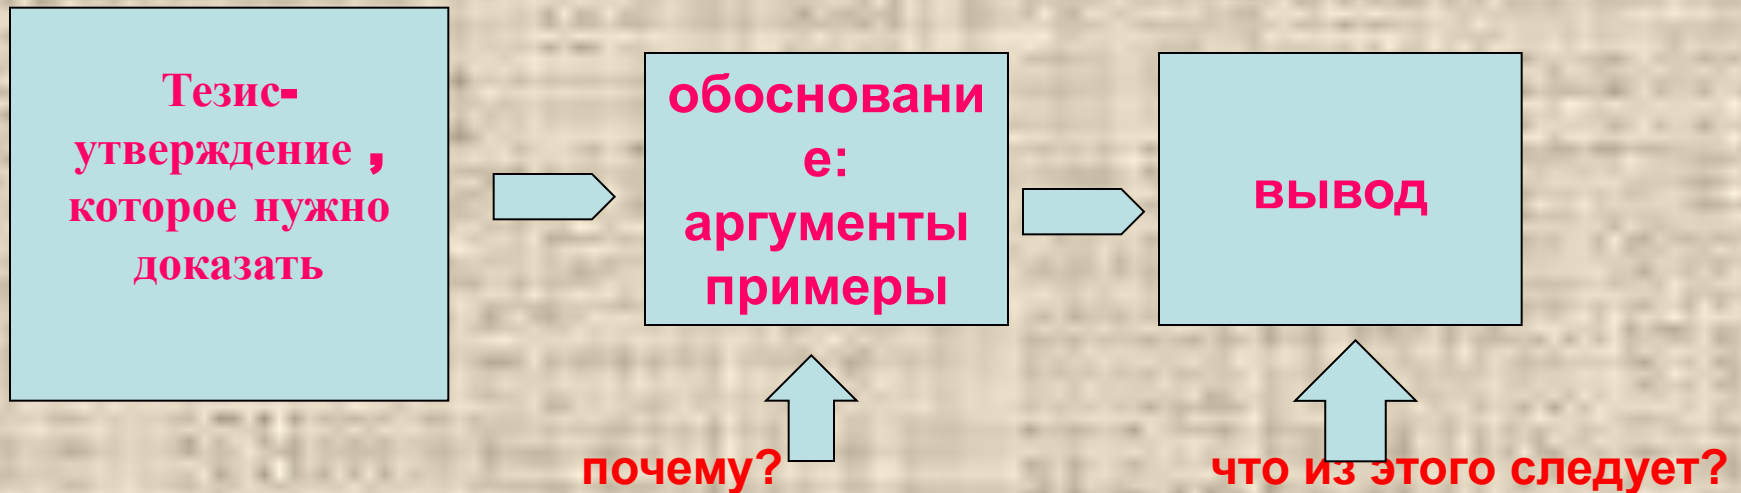 Тезис-
утверждение ,
которое нужно
доказать
обосновани
е:
аргументы
примеры
вывод
почему?
что из этого следует?